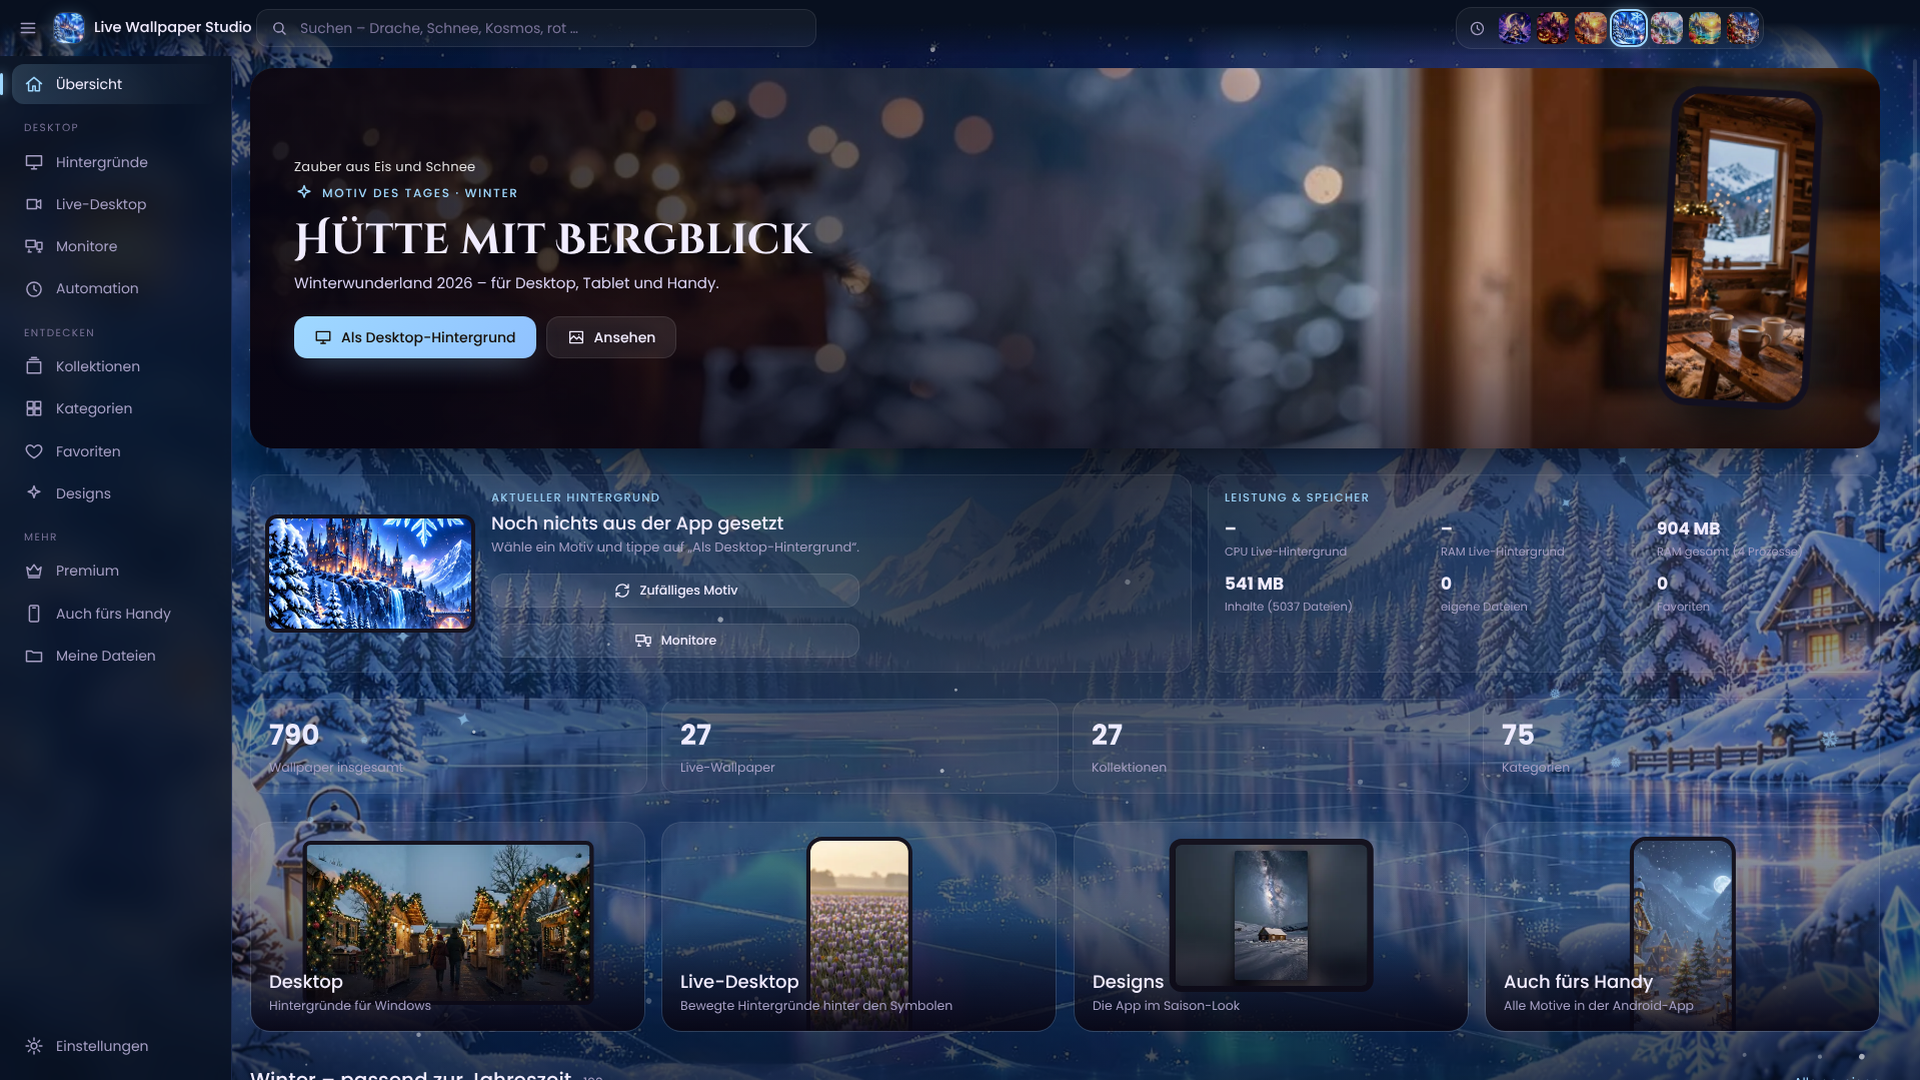 Live Wallpaper Studio
Suchen – Drache, Schnee, Kosmos, rot ...
Übersicht
DESKTOP
Hintergründe
Live-Desktop
Monitore
Automation
ENTDECKEN
Kollektionen
Kategorien
Favoriten
Designs
MEHR
Premium
Auch fürs Handy
Meine Dateien
Einstellungen
Zauber aus Eis und Schnee
MOTIV DES TAGES · WINTER
HÜTTE MIT BERGBLICK
Winterwunderland 2026 – für Desktop, Tablet und Handy.
Als Desktop-Hintergrund
Ansehen
AKTUELLER HINTERGRUND
Noch nichts aus der App gesetzt
Wähle ein Motiv und tippe auf „Als Desktop-Hintergrund“.
Zufälliges Motiv
Monitore
LEISTUNG & SPEICHER
–
CPU Live-Hintergrund
–
RAM Live-Hintergrund
904 MB
RAM gesamt (4 Prozesse)
541 MB
Inhalte (5037 Dateien)
0
eigene Dateien
0
Favoriten
790
Wallpaper insgesamt
27
Live-Wallpaper
27
Kollektionen
75
Kategorien
Desktop
Hintergründe für Windows
Live-Desktop
Bewegte Hintergründe hinter den Symbolen
Designs
Die App im Saison-Look
Auch fürs Handy
Alle Motive in der Android-App
Winter – passend zur Jahreszeit